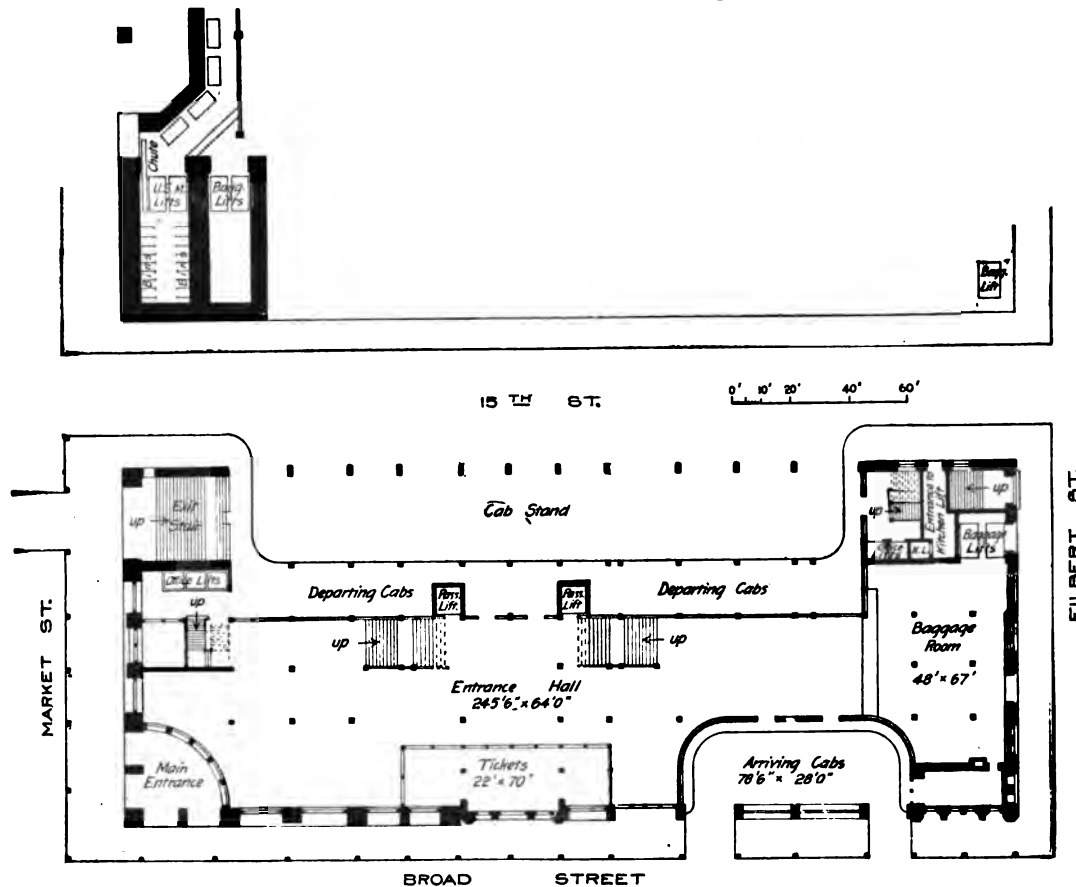 Chute
U.S.M.
Lifts
Bagg.
Lifts
Bagg.
Lift
15TH ST.
0' 10' 20' 40' 60'
MARKET ST.
FILBERT ST.
Exit
Stair
up
Cab Stand
up
Entrance to
Kitchen Lift
up
K.L.
Baggage
Lifts
Office Lifts
up
Departing Cabs
Pass.
Lift.
Pass.
Lift
Departing Cabs
up
up
Entrance Hall
245'6" x 64'0"
Baggage
Room
48' x 67'
Main
Entrance
Tickets
22' x 70"
Arriving Cabs
78'6" x 28'0"
BROAD STREET